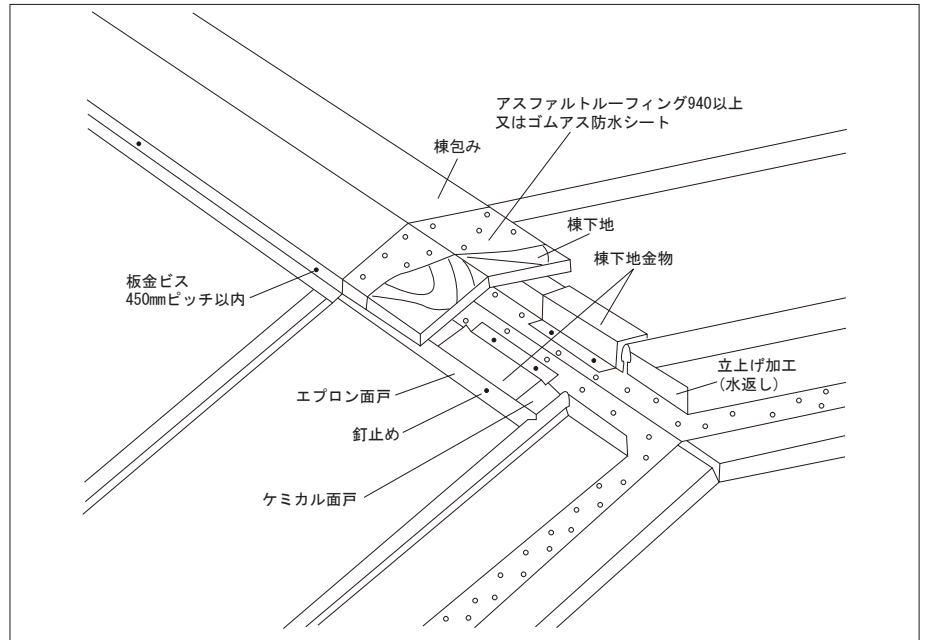 アスファルトルーフィング940以上
又はゴムアス防水シート
棟包み
棟下地
棟下地金物
板金ビス
450mmピッチ以内
立上げ加工
(水返し)
エプロン面戸
釘止め
ケミカル面戸